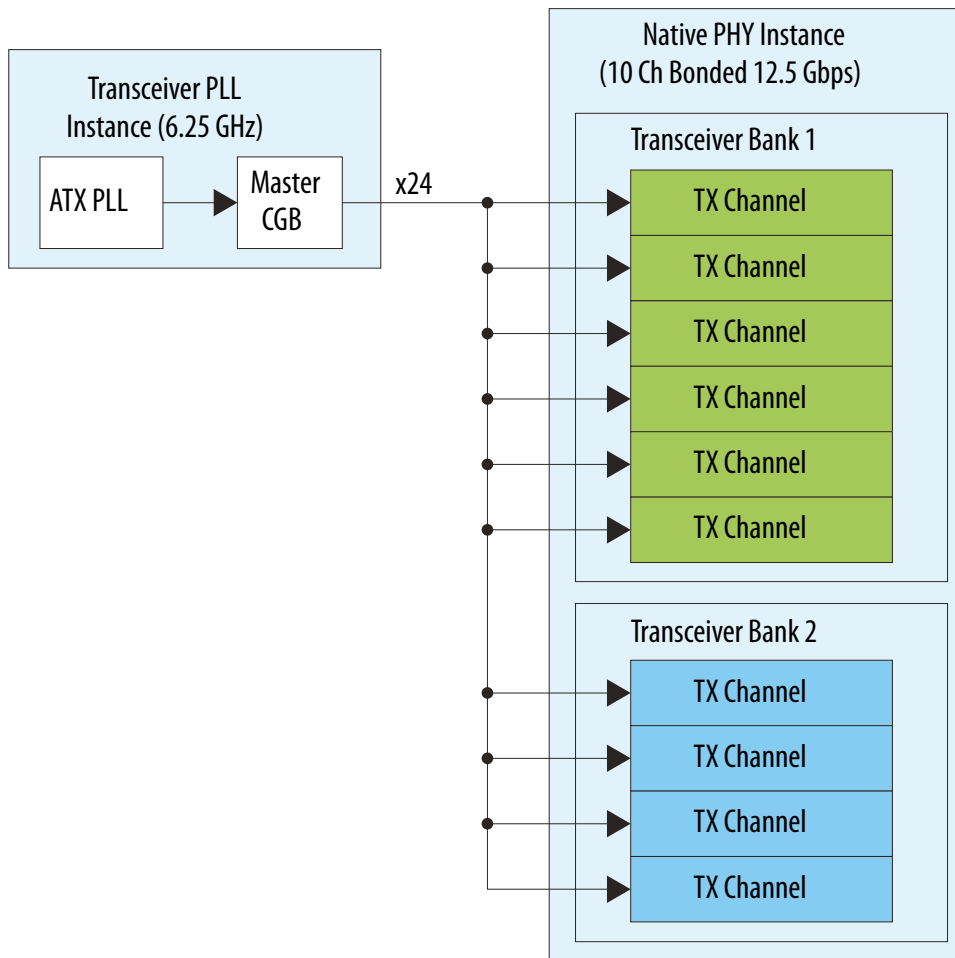 Transceiver PLL
Instance (6.25 GHz)
ATX PLL
Master
CGB
x24
Native PHY Instance
(10 Ch Bonded 12.5 Gbps)
Transceiver Bank 1
TX Channel
TX Channel
TX Channel
TX Channel
TX Channel
TX Channel
Transceiver Bank 2
TX Channel
TX Channel
TX Channel
TX Channel